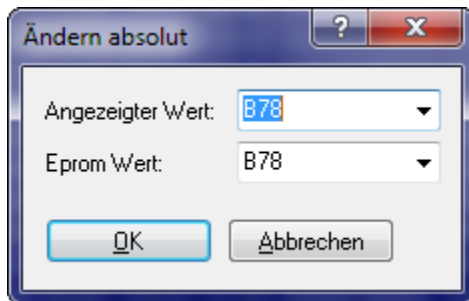 Ändern absolut
?
Angezeigter Wert: B78
Eprom Wert: B78
OK Abbrechen